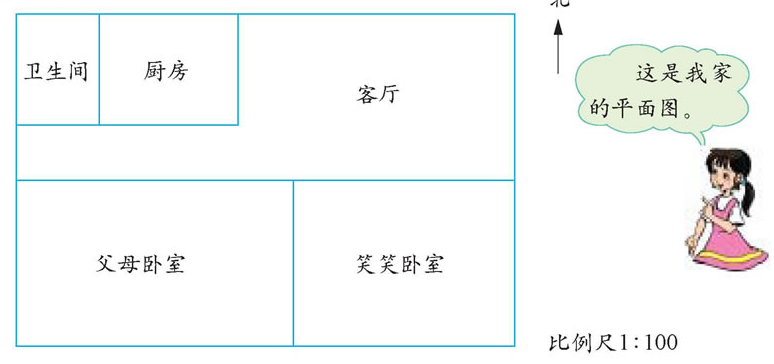 北
卫生间
厨房
客厅
这是我家
的平面图。
父母卧室
笑笑卧室
比例尺1:100